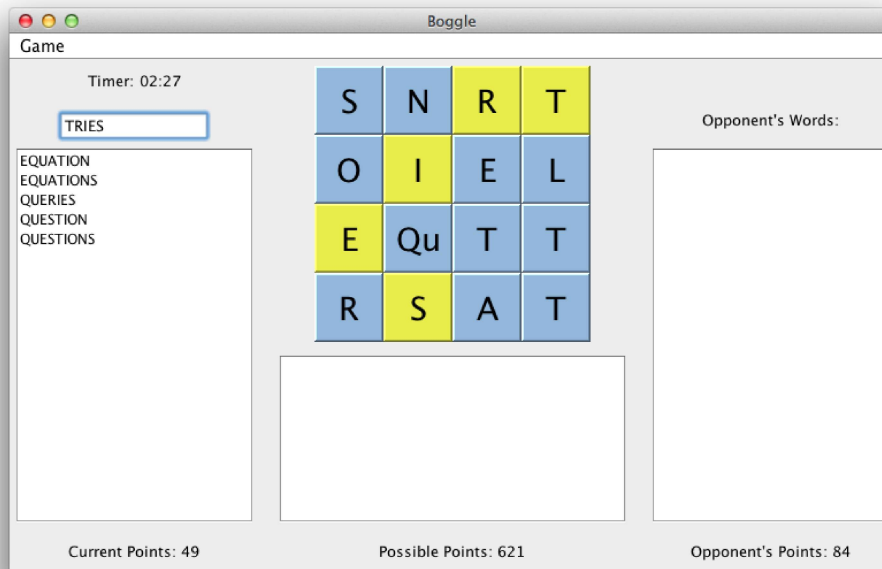 Boggle
Game
Timer: 02:27
TRIES
EQUATION
EQUATIONS
QUERIES
QUESTION
QUESTIONS
S N R T
O I E L
E Qu T T
R S A T
Opponent's Words:
Current Points: 49
Possible Points: 621
Opponent's Points: 84